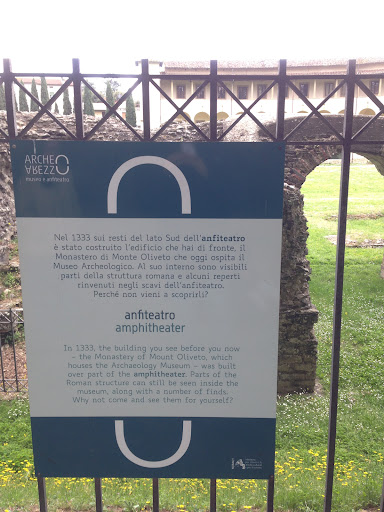 ARCHEO
AREZZO
museo e anfiteatro
Nel 1333 sui resti del lato Sud dell'anfiteatro
è stato costruito l'edificio che hai di fronte, il
Monastero di Monte Oliveto che oggi ospita il
Museo Archeologico. Al suo interno sono visibili
parti della struttura romana e alcuni reperti
rinvenuti negli scavi dell'anfiteatro.
Perché non vieni a scoprirli?
anfiteatro
amphitheater
In 1333, the building you see before you now
– the Monastery of Mount Oliveto, which
houses the Archaeology Museum – was built
over part of the amphitheater. Parts of the
Roman structure can still be seen inside the
museum, along with a number of finds.
Why not come and see them for yourself?